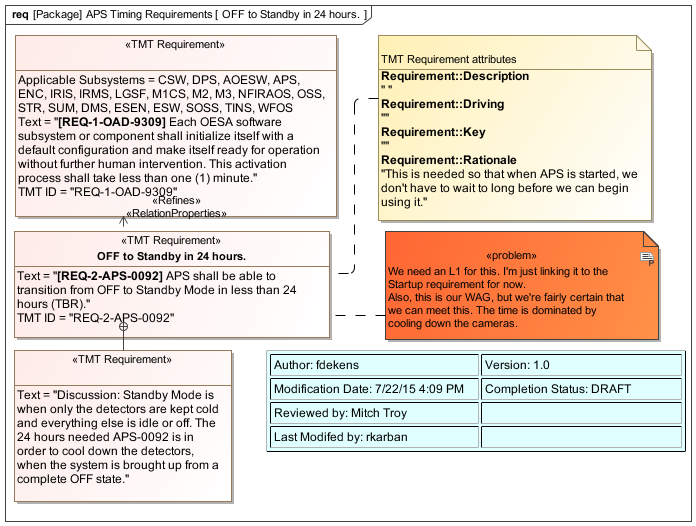 req [Package] APS Timing Requirements [ OFF to Standby in 24 hours. ]
«TMT Requirement»
Applicable Subsystems = CSW, DPS, AOESW, APS,
ENC, IRIS, IRMS, LGSF, M1CS, M2, M3, NFIRAOS, OSS,
STR, SUM, DMS, ESEN, ESW, SOSS, TINS, WFOS
Text = "[REQ-1-OAD-9309] Each OESA software
subsystem or component shall initialize itself with a
default configuration and make itself ready for operation
without further human intervention. This activation
process shall take less than one (1) minute."
TMT ID = "REQ-1-OAD-9309"
«Refines»
«RelationProperties»
TMT Requirement attributes
Requirement::Description
" "
Requirement::Driving
""
Requirement::Key
""
Requirement::Rationale
"This is needed so that when APS is started, we
don't have to wait to long before we can begin
using it."
«TMT Requirement»
OFF to Standby in 24 hours.
Text = "[REQ-2-APS-0092] APS shall be able to
transition from OFF to Standby Mode in less than 24
hours (TBR)."
TMT ID = "REQ-2-APS-0092"
«problem»
P
We need an L1 for this. I'm just linking it to the
Startup requirement for now.
Also, this is our WAG, but we're fairly certain that
we can meet this. The time is dominated by
cooling down the cameras.
«TMT Requirement»
Text = "Discussion: Standby Mode is
when only the detectors are kept cold
and everything else is idle or off. The
24 hours needed APS-0092 is in
order to cool down the detectors,
when the system is brought up from a
complete OFF state."
Author: fdekens
Version: 1.0
Modification Date: 7/22/15 4:09 PM
Completion Status: DRAFT
Reviewed by: Mitch Troy
Last Modifed by: rkarban